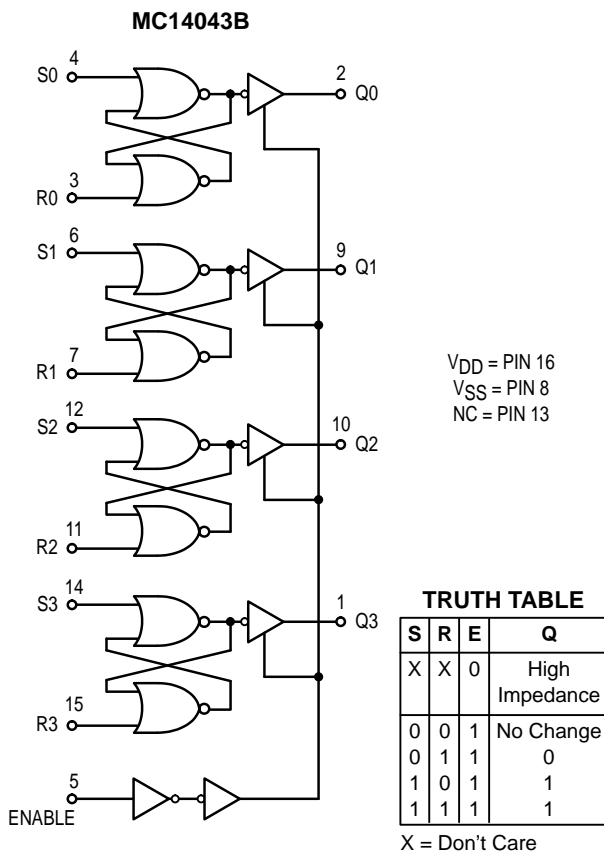 MC14043B
4
S0
2
Q0
3
R0
6
S1
9
Q1
7
R1
12
S2
10
Q2
11
R2
14
S3
1
Q3
15
R3
5
ENABLE
VDD = PIN 16
VSS = PIN 8
NC = PIN 13
TRUTH TABLE
S R E Q
X X 0 High
Impedance
0 0 1 No Change
0 1 1 0
1 0 1 1
1 1 1 1
X = Don't Care